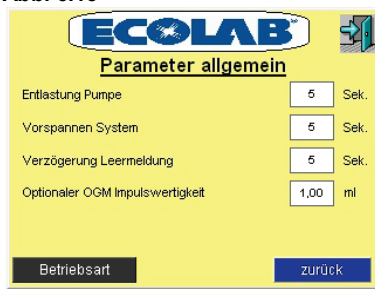 ECOLAB®
Parameter allgemein
Entlastung Pumpe 5 Sek.
Vorspannen System 5 Sek.
Verzögerung Leermeldung 5 Sek.
Optionaler OGM Impulswertigkeit 1,00 ml
Betriebsart zurück